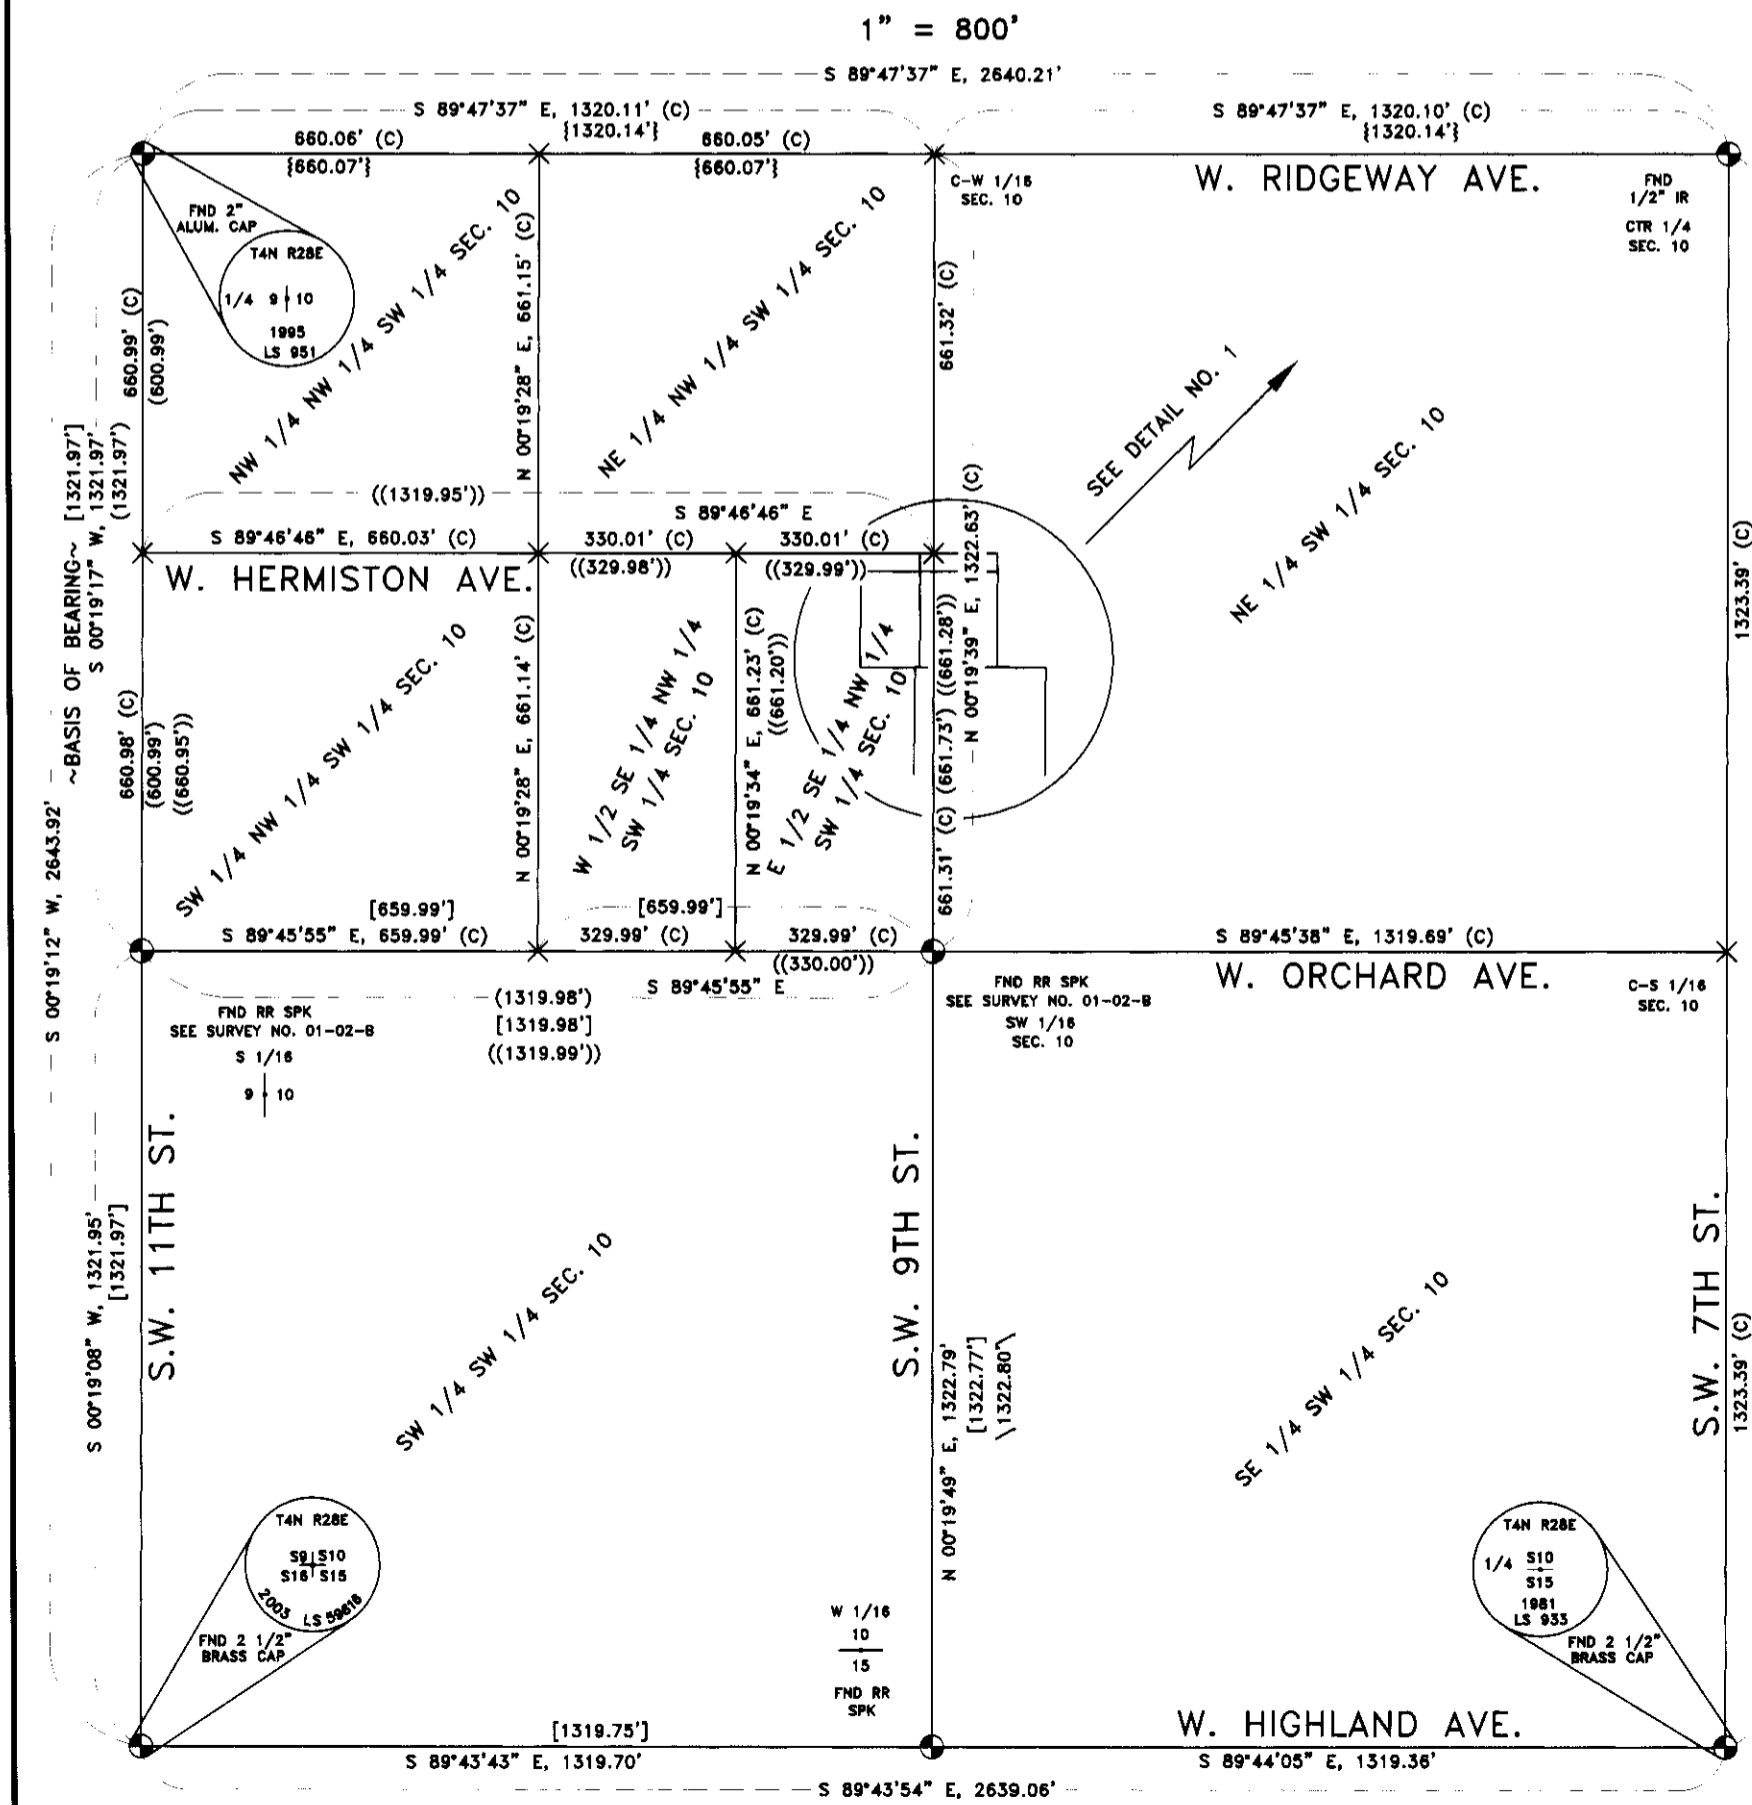 1" = 800'
S 89°47'37" E, 2640.21'
S 89°47'37" E, 1320.11' (C)
{1320.14'}
S 89°47'37" E, 1320.10' (C)
{1320.14'}
660.06' (C)
{660.07'}
660.05' (C)
{660.07'}
C-W 1/16
SEC. 10
W. RIDGEWAY AVE.
FND
1/2" IR
CTR 1/4
SEC. 10
FND 2"
ALUM. CAP
T4N R28E
1/4 9 10
1995
LS 951
NW 1/4 NW 1/4 SW 1/4 SEC. 10
N 00°19'28" E, 661.15' (C)
NE 1/4 NW 1/4 SW 1/4 SEC. 10
661.32' (C)
660.99' (C)
(600.99')
~BASIS OF BEARING~ [1321.97']
S 00°19'17" W, 1321.97'
(1321.97')
SEE DETAIL NO. 1
NE 1/4 SW 1/4 SEC. 10
1323.39' (C)
((1319.95'))
S 89°46'46" E
S 89°46'46" E, 660.03' (C)
330.01' (C)
((329.98'))
330.01' (C)
((329.99'))
N 00°19'39" E, 1322.63' (C)
W. HERMISTON AVE.
660.98' (C)
(600.99')
((660.95'))
SW 1/4 NW 1/4 SW 1/4 SEC. 10
N 00°19'28" E, 661.14' (C)
W 1/2 SE 1/4 NW 1/4
SW 1/4 SEC. 10
N 00°19'34" E, 661.23' (C)
((661.20'))
E 1/2 SE 1/4 NW 1/4
SW 1/4 SEC. 10
661.31' (C) (661.73') ((661.28'))
S 00°19'12" W, 2643.92'
[659.99']
S 89°45'55" E, 659.99' (C)
[659.99']
329.99' (C)
329.99' (C)
((330.00'))
S 89°45'55" E
S 89°45'38" E, 1319.69' (C)
W. ORCHARD AVE.
C-S 1/16
SEC. 10
(1319.98')
[1319.98']
((1319.99'))
FND RR SPK
SEE SURVEY NO. 01-02-B
S 1/16
9 10
FND RR SPK
SEE SURVEY NO. 01-02-B
SW 1/16
SEC. 10
S 00°19'08" W, 1321.95'
[1321.97']
S.W. 11TH ST.
SW 1/4 SW 1/4 SEC. 10
S.W. 9TH ST.
N 00°19'49" E, 1322.79'
[1322.77']
\1322.80'\
SE 1/4 SW 1/4 SEC. 10
S.W. 7TH ST.
1323.39' (C)
T4N R28E
S9 S10
S16 S15
2003 LS 59616
FND 2 1/2"
BRASS CAP
W 1/16
10
15
FND RR
SPK
T4N R28E
1/4 S10
S15
1981
LS 933
FND 2 1/2"
BRASS CAP
W. HIGHLAND AVE.
[1319.75']
S 89°43'43" E, 1319.70'
S 89°44'05" E, 1319.36'
S 89°43'54" E, 2639.06'